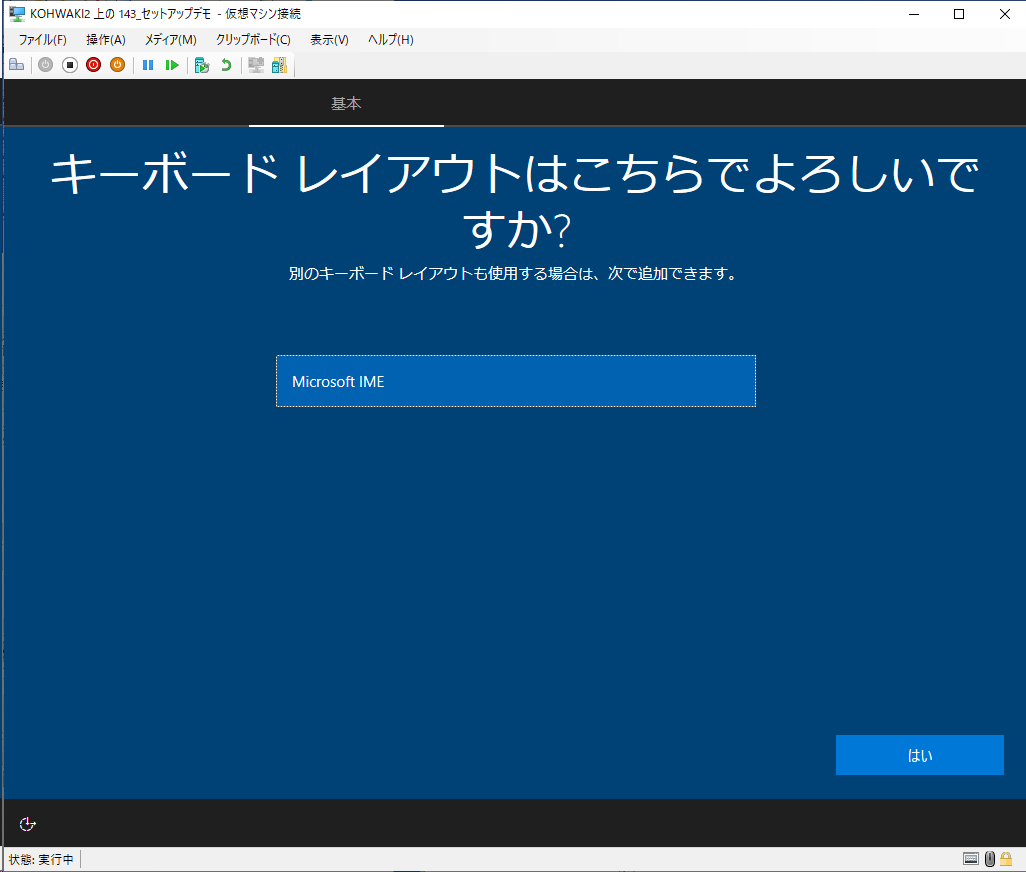 KOHWAKI2 上の 143_セットアップデモ - 仮想マシン接続
ファイル(F) 操作(A) メディア(M) クリップボード(C) 表示(V) ヘルプ(H)
基本
キーボード レイアウトはこちらでよろしいで
すか?
別のキーボード レイアウトも使用する場合は、次で追加できます。
Microsoft IME
はい
状態: 実行中